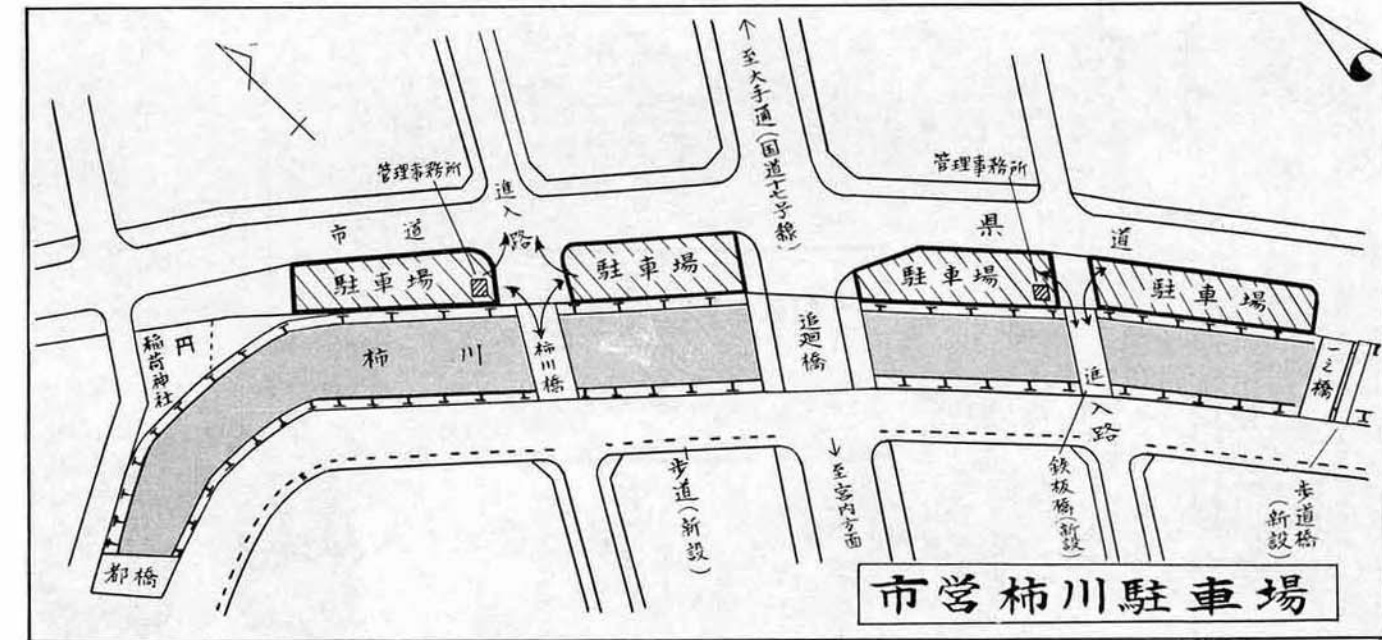 ↑至大手通(国道十七号線)
管理事務所
管理事務所
進入路
市道
県道
駐車場
駐車場
駐車場
駐車場
稲荷神社
円
柿川
柿川橋
追廻橋
進入路
一之橋
歩道(新設)
↓至宮内方面
鉄板橋(新設)
歩道橋(新設)
都橋
市営柿川駐車場